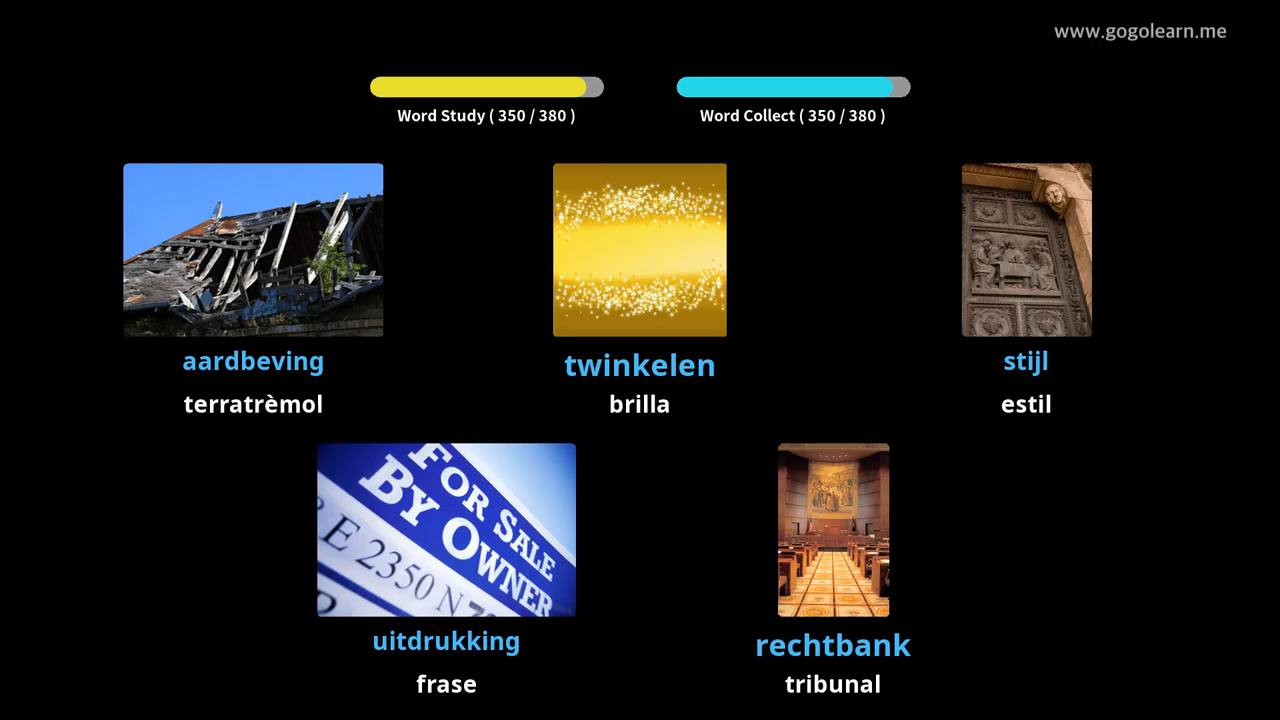 www.gogolearn.me
Word Study ( 350 / 380 )
Word Collect ( 350 / 380 )
aardbeving
terratrèmol
twinkelen
brilla
stijl
estil
FOR SALE
BY OWNER
E 2350 N
uitdrukking
frase
rechtbank
tribunal